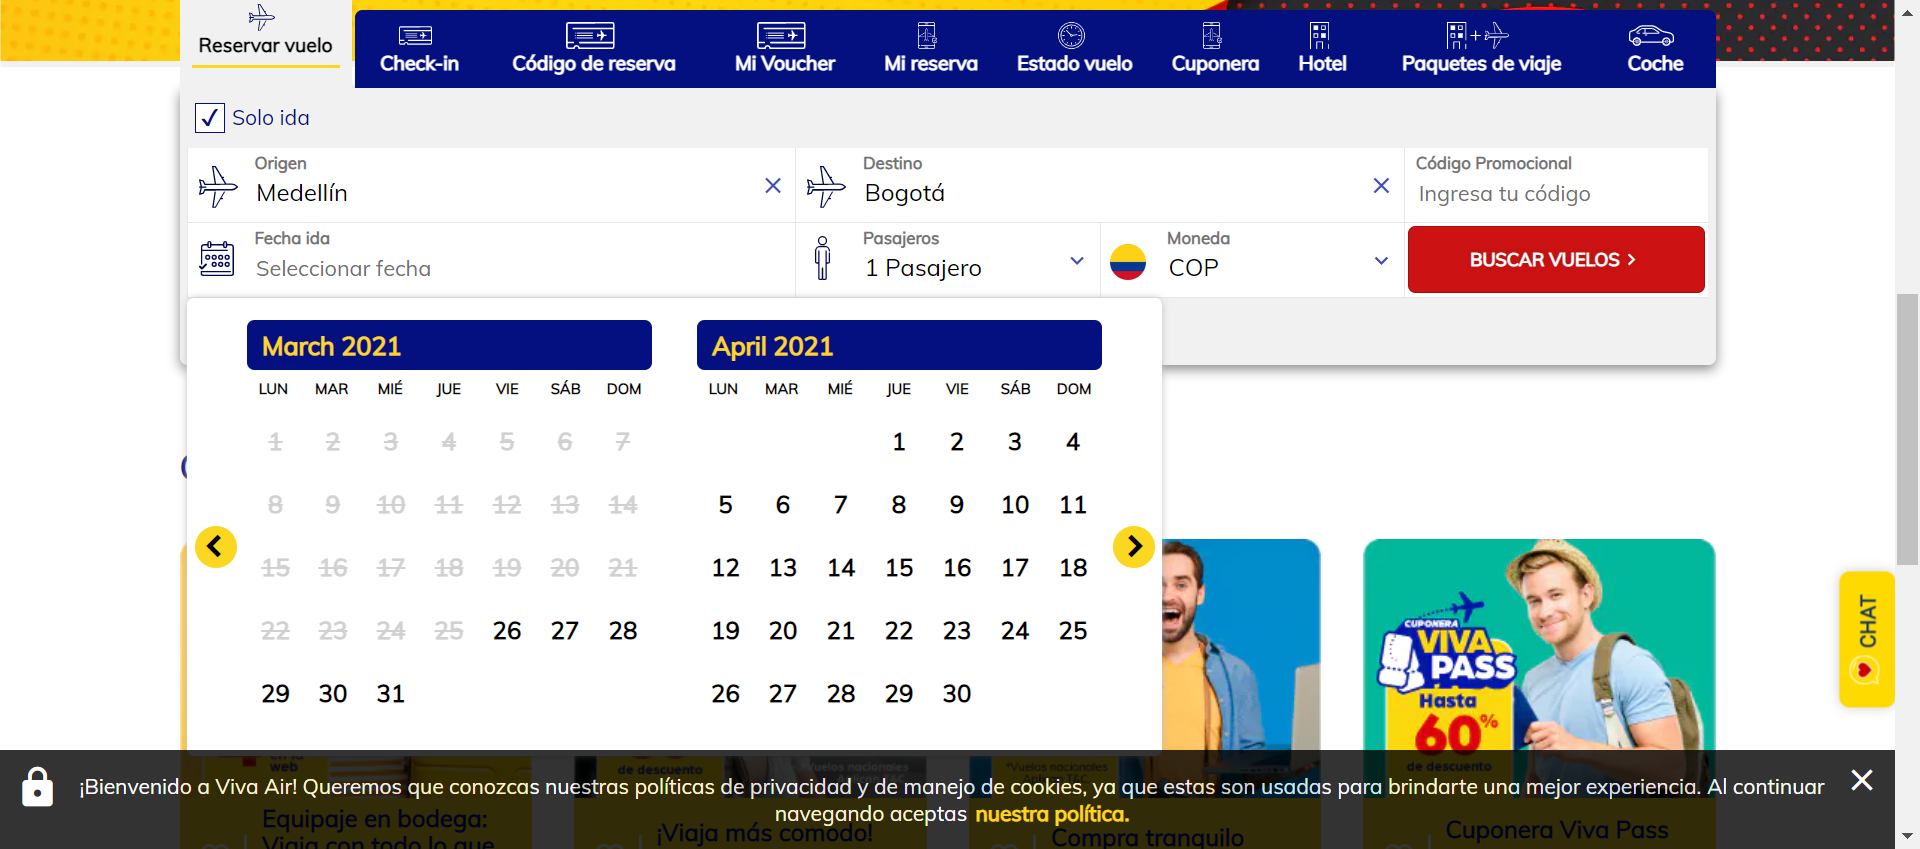 Reservar vuelo
Check-in
Código de reserva
Mi Voucher
Mi reserva
Estado vuelo
Cuponera
Hotel
Paquetes de viaje
Coche
Solo ida
Origen
Medellín
Destino
Bogotá
Código Promocional
Ingresa tu código
Fecha ida
Seleccionar fecha
Pasajeros
1 Pasajero
Moneda
COP
BUSCAR VUELOS
March 2021
LUN MAR MIÉ JUE VIE SÁB DOM
1 2 3 4 5 6 7
8 9 10 11 12 13 14
15 16 17 18 19 20 21
22 23 24 25 26 27 28
29 30 31
April 2021
LUN MAR MIÉ JUE VIE SÁB DOM
1 2 3 4
5 6 7 8 9 10 11
12 13 14 15 16 17 18
19 20 21 22 23 24 25
26 27 28 29 30
CUPONERA
VIVA
PASS
Hasta
60%
de descuento
CHAT
web
de descuento
*Vuelos nacionales
*Vuelos nacionales
Aplican T&C
¡Bienvenido a Viva Air! Queremos que conozcas nuestras políticas de privacidad y de manejo de cookies, ya que estas son usadas para brindarte una mejor experiencia. Al continuar
navegando aceptas nuestra política.
Equipaje en bodega:
Viaja con todo lo que
¡Viaja más comodo!
Compra tranquilo
Cuponera Viva Pass